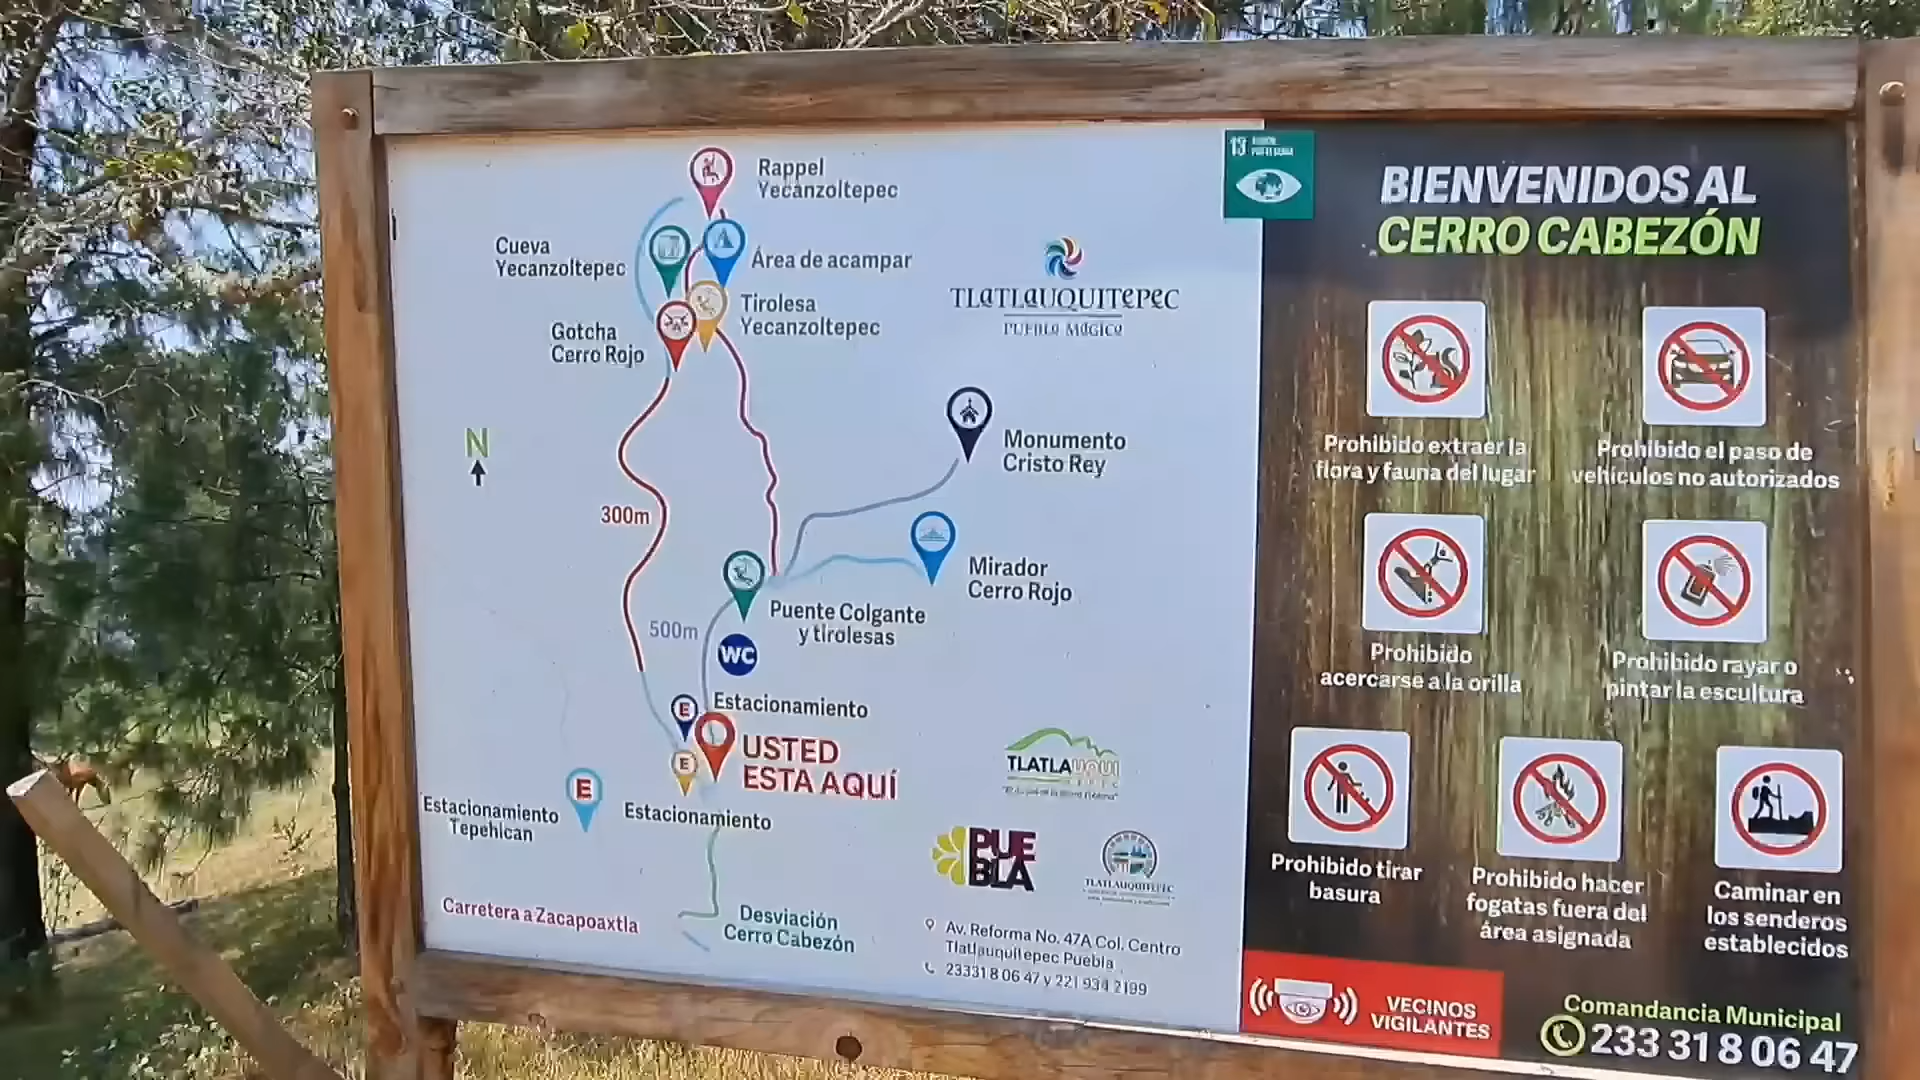 Rappel
Yecanzoltepec
Cueva
Yecanzoltepec
Área de acampar
Tirolesa
Yecanzoltepec
Gotcha
Cerro Rojo
TLATLAUQUITEPEC
PUEBLO MÁGICO
N
Monumento
Cristo Rey
300m
Mirador
Cerro Rojo
Puente Colgante
y tirolesas
500m
WC
E
Estacionamiento
USTED
ESTA AQUÍ
E
Estacionamiento
E
Estacionamiento
Tepehican
TLATLAUQUI
PUEBLA
TLATLAUQUITEPEC
Carretera a Zacapoaxtla
Desviación
Cerro Cabezón
Av. Reforma No. 47A Col. Centro
Tlatlauquitepec Puebla
23331 8 06 47 y 221 934 2199
13
BIENVENIDOS AL
CERRO CABEZÓN
Prohibido extraer la
flora y fauna del lugar
Prohibido el paso de
vehículos no autorizados
Prohibido
acercarse a la orilla
Prohibido rayar o
pintar la escultura
Prohibido tirar
basura
Prohibido hacer
fogatas fuera del
área asignada
Caminar en
los senderos
establecidos
VECINOS
VIGILANTES
Comandancia Municipal
233 31 8 06 47